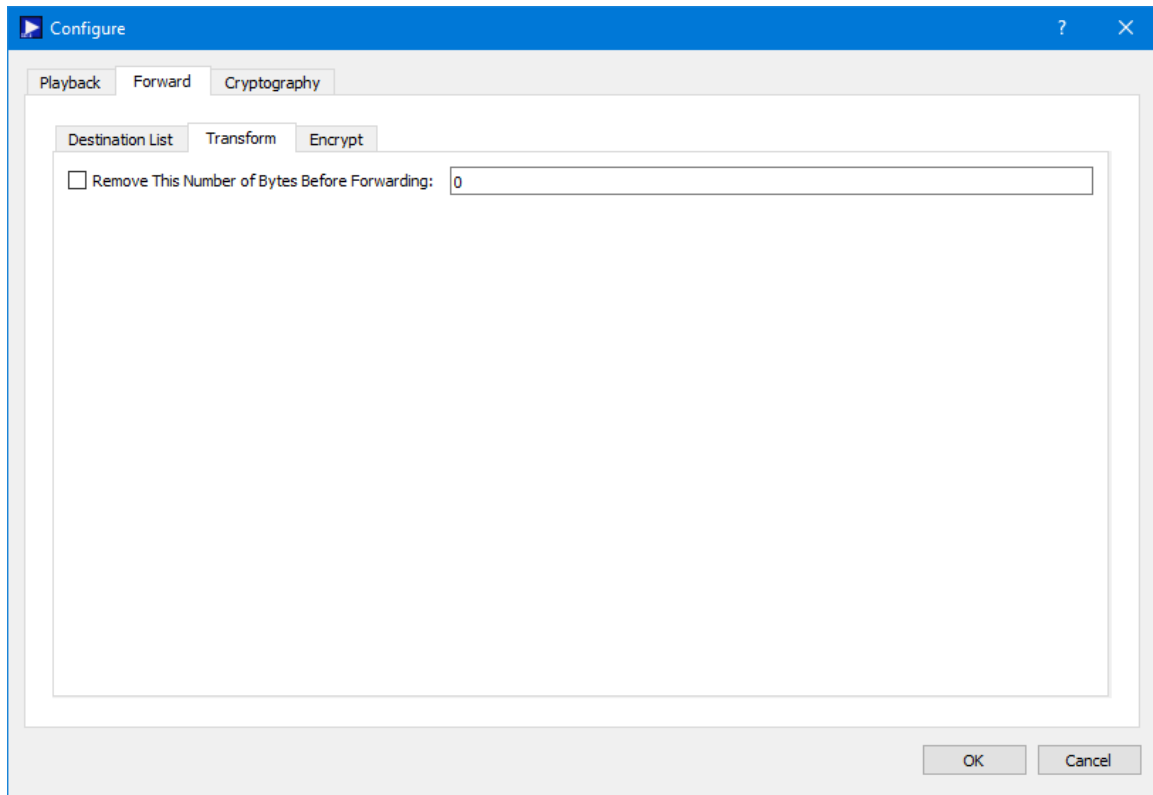 Configure
Playback Forward Cryptography
Destination List Transform Encrypt
Remove This Number of Bytes Before Forwarding: 0
OK Cancel